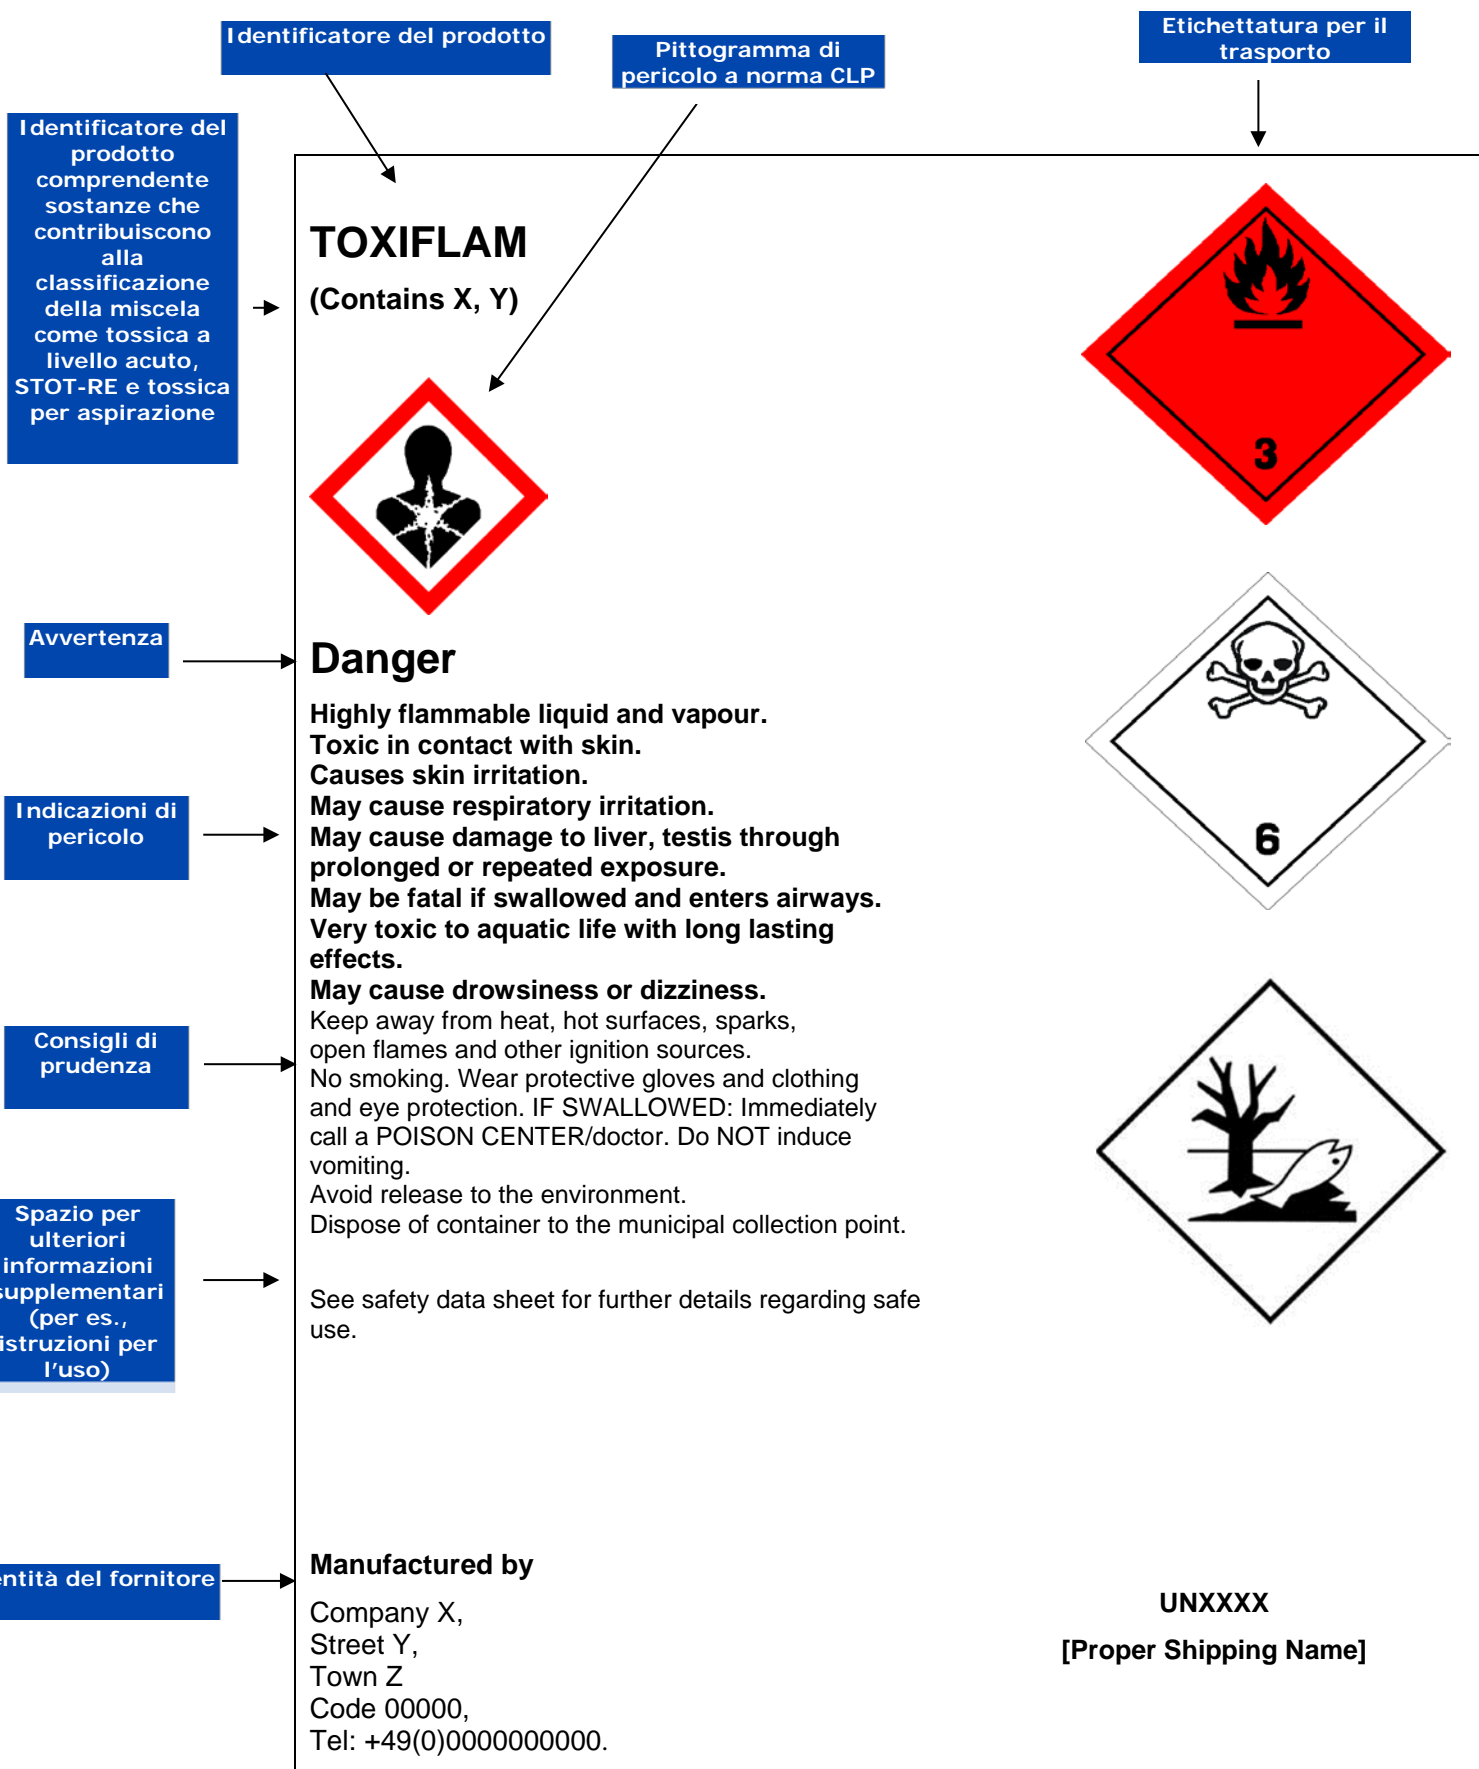 Identificatore del prodotto
Pittogramma di
pericolo a norma CLP
Etichettatura per il
trasporto
Identificatore del
prodotto
comprendente
sostanze che
contribuiscono
alla
classificazione
della miscela
come tossica a
livello acuto,
STOT-RE e tossica
per aspirazione
TOXIFLAM
(Contains X, Y)
3
Avvertenza
Danger
6
Indicazioni di
pericolo
Highly flammable liquid and vapour.
Toxic in contact with skin.
Causes skin irritation.
May cause respiratory irritation.
May cause damage to liver, testis through
prolonged or repeated exposure.
May be fatal if swallowed and enters airways.
Very toxic to aquatic life with long lasting
effects.
May cause drowsiness or dizziness.
Consigli di
prudenza
Keep away from heat, hot surfaces, sparks,
open flames and other ignition sources.
No smoking. Wear protective gloves and clothing
and eye protection. IF SWALLOWED: Immediately
call a POISON CENTER/doctor. Do NOT induce
vomiting.
Avoid release to the environment.
Dispose of container to the municipal collection point.
Spazio per
ulteriori
informazioni
supplementari
(per es.,
istruzioni per
l'uso)
See safety data sheet for further details regarding safe
use.
entità del fornitore
Manufactured by
Company X,
Street Y,
Town Z
Code 00000,
Tel: +49(0)0000000000.
UNXXXX
[Proper Shipping Name]